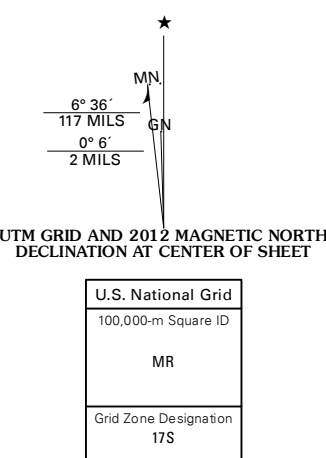 ★
MN.
6° 36´
117 MILS
GN
0° 6´
2 MILS
UTM GRID AND 2012 MAGNETIC NORTH
DECLINATION AT CENTER OF SHEET
U.S. National Grid
100,000-m Square ID
MR
Grid Zone Designation
17S